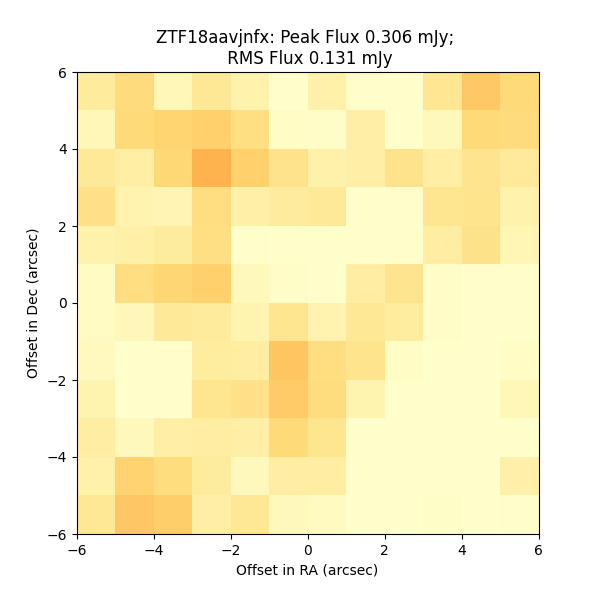 ZTF18aavjnfx: Peak Flux 0.306 mJy;
RMS Flux 0.131 mJy
6
4
2
0
−2
−4
−6
Offset in Dec (arcsec)
−6 −4 −2 0 2 4 6
Offset in RA (arcsec)